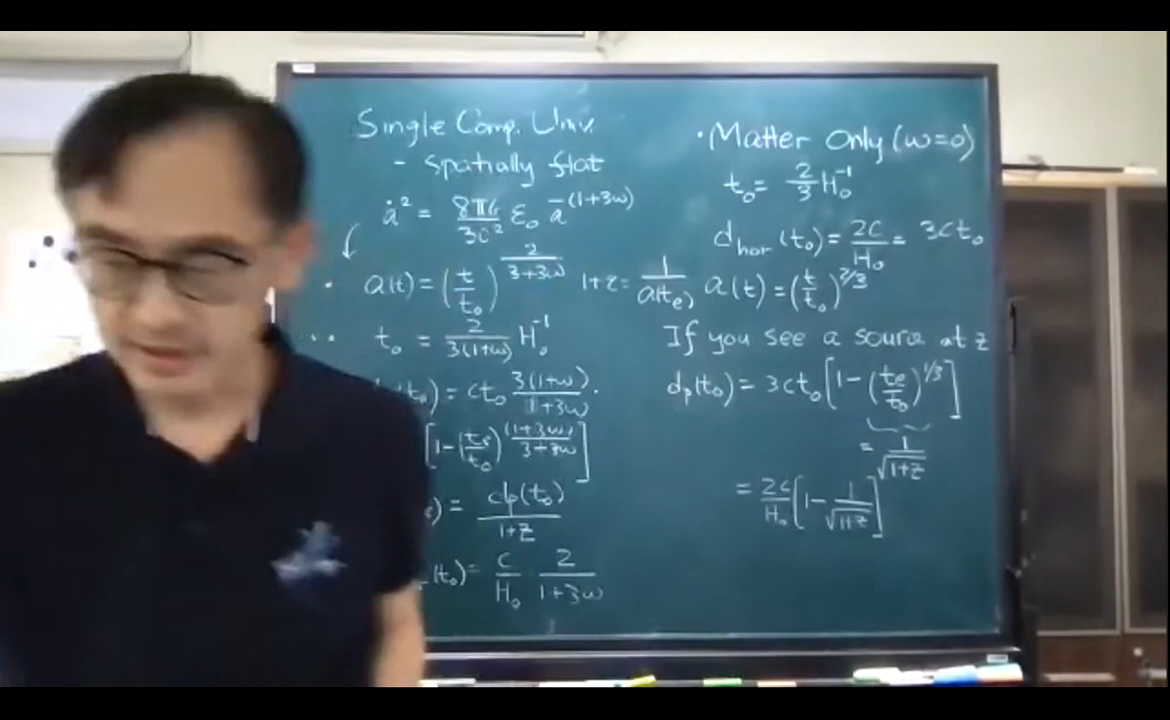 Single Comp. Univ.
- spatially flat
ȧ² = 8πG/3c² ε₀ a^-(1+3w)
· a(t) = (t/t₀)^(2/(3+3w))
1+z = 1/a(te)
t₀ = 2/3(1+w) H₀⁻¹
(t₀) = ct₀ 3(1+w)/1+3w ·
[1-(te/t₀)^((1+3w)/(3+3w))]
) = dp(t₀)/1+z
(t₀) = c/H₀ · 2/1+3w
· Matter Only (w=0)
t₀ = 2/3 H₀⁻¹
d_hor(t₀) = 2c/H₀ = 3ct₀
a(t) = (t/t₀)^(2/3)
If you see a source at z
dp(t₀) = 3ct₀ [1 - (te/t₀)^(1/3)]
= 1/√(1+z)
= 2c/H₀ [1 - 1/√(1+z)]